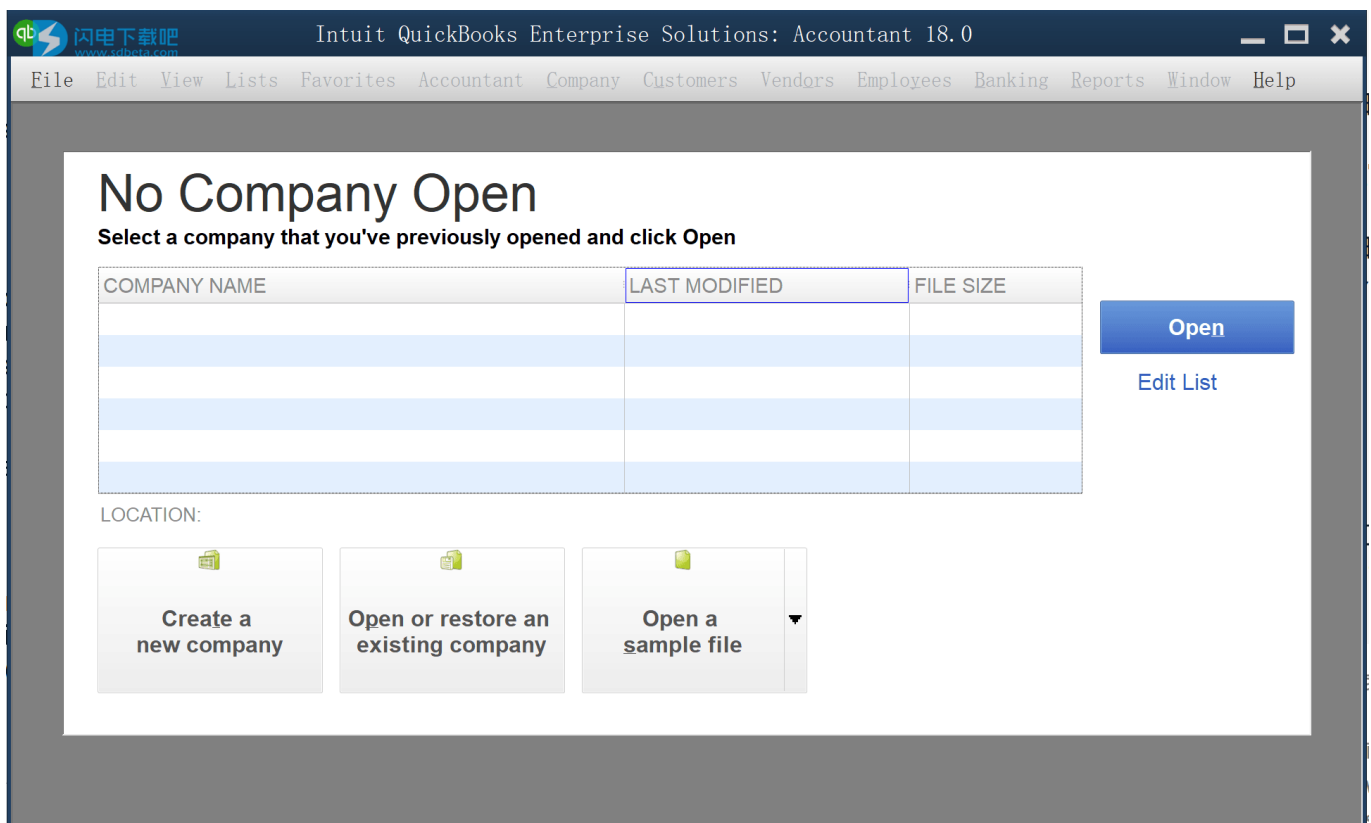 qb 闪电下载吧 Intuit QuickBooks Enterprise Solutions: Accountant 18.0
www.sdbeta.com
File Edit View Lists Favorites Accountant Company Customers Vendors Employees Banking Reports Window Help
No Company Open
Select a company that you've previously opened and click Open
COMPANY NAME LAST MODIFIED FILE SIZE
Open
Edit List
LOCATION:
Create a
new company
Open or restore an
existing company
Open a
sample file